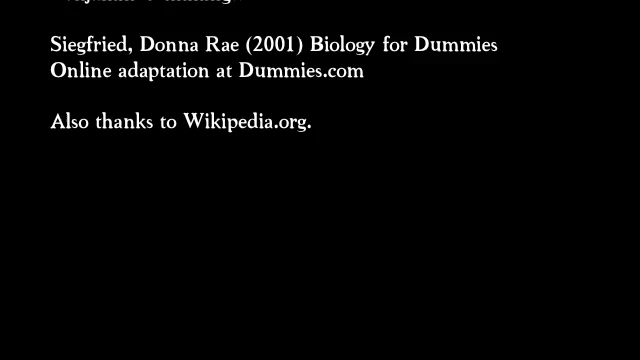 Siegfried, Donna Rae (2001) Biology for Dummies
Online adaptation at Dummies.com
Also thanks to Wikipedia.org.